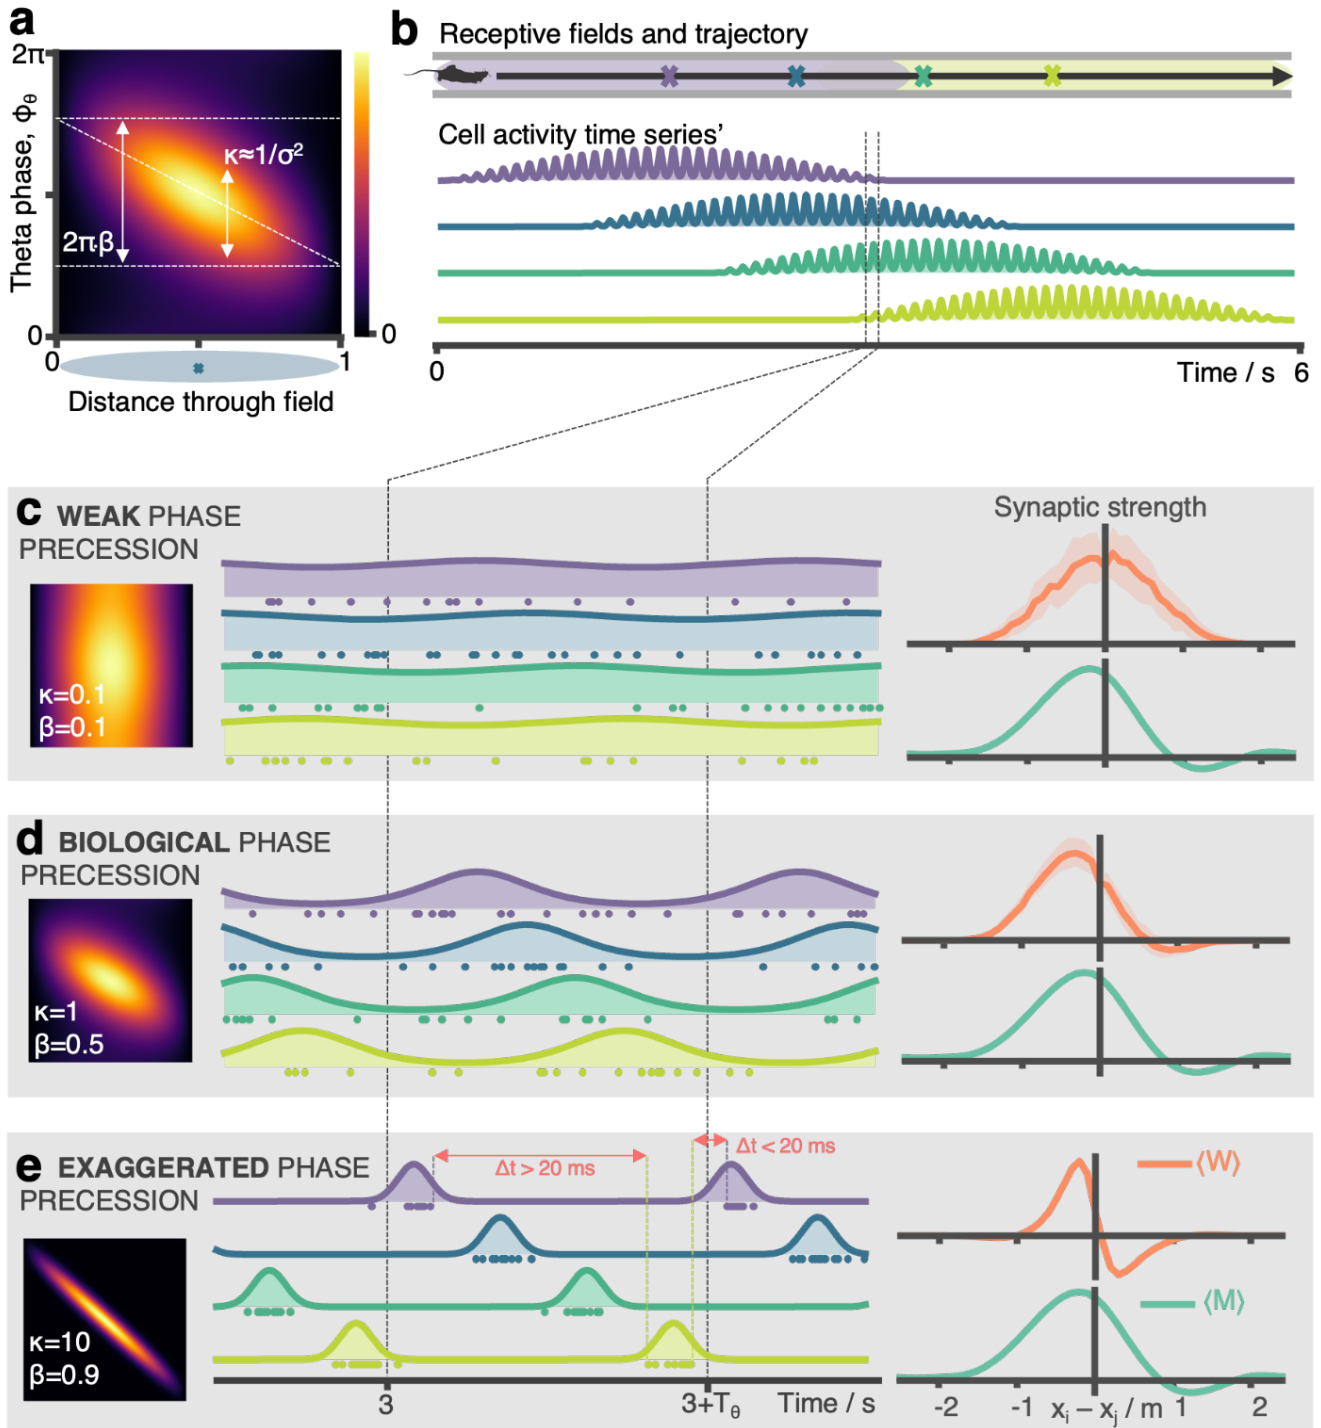 a
2π
Theta phase, ϕθ
κ≈1/σ²
2π·β
0
0
0
1
Distance through field
b
Receptive fields and trajectory
Cell activity time series’
0
Time / s
6
c WEAK PHASE
PRECESSION
κ=0.1
β=0.1
Synaptic strength
d BIOLOGICAL PHASE
PRECESSION
κ=1
β=0.5
e EXAGGERATED PHASE
PRECESSION
Δt > 20 ms
Δt < 20 ms
κ=10
β=0.9
⟨W⟩
⟨M⟩
3
3+Tθ
Time / s
-2
-1
xᵢ – xⱼ / m
1
2